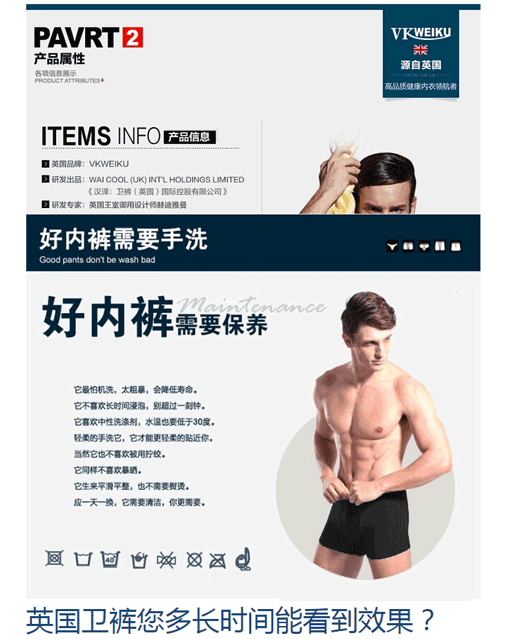 PAVRT 2
产品属性
各项信息展示
PRODUCT ATTRIBUTES+
VKWEIKU
源自英国
FROM THE UK
高品质健康内衣领航者
ITEMS INFO 产品信息
英国品牌：VKWEIKU
研发出品：WAI COOL (UK) INT'L HOLDINGS LIMITED
《汉译：卫裤（英国）国际控股有限公司》
研发专家：英国王室御用设计师赫迪雅曼
好内裤需要手洗
Good pants don't be wash bad
Maintenance
好内裤需要保养
它最怕机洗，太粗暴，会降低寿命。
它不喜欢长时间浸泡，别超过一刻钟。
它喜欢中性洗涤剂，水温也要低于30度。
轻柔的手洗它，它才能更轻柔的贴近你。
当然它也不喜欢被用拧绞。
它同样不喜欢暴晒。
它生来平滑平整，也不需要熨烫。
应一天一换，它需要清洁，你更需要。
40
英国卫裤您多长时间能看到效果？